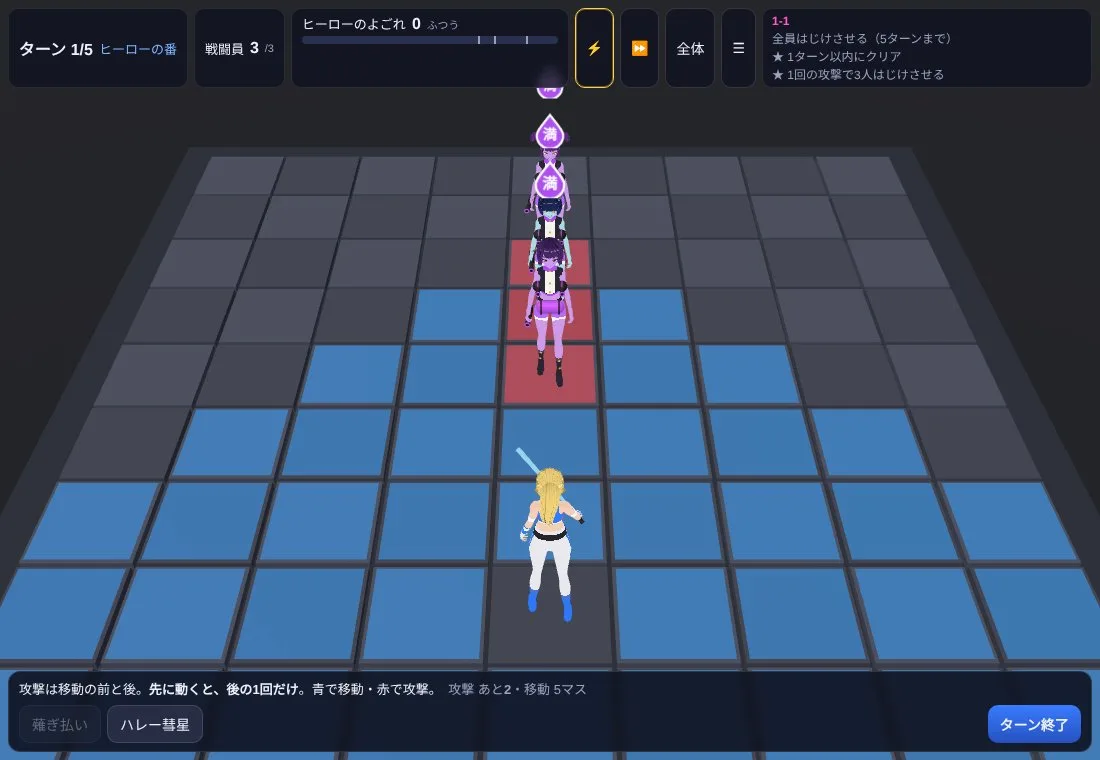 ターン 1/5 ヒーローの番
戦闘員 3 /3
ヒーローのよごれ 0 ふつう
全体
1-1
全員はじけさせる（5ターンまで）
★ 1ターン以内にクリア
★ 1回の攻撃で3人はじけさせる
満
満
満
攻撃は移動の前と後。先に動くと、後の1回だけ。青で移動・赤で攻撃。 攻撃 あと2・移動 5マス
薙ぎ払い
ハレー彗星
ターン終了